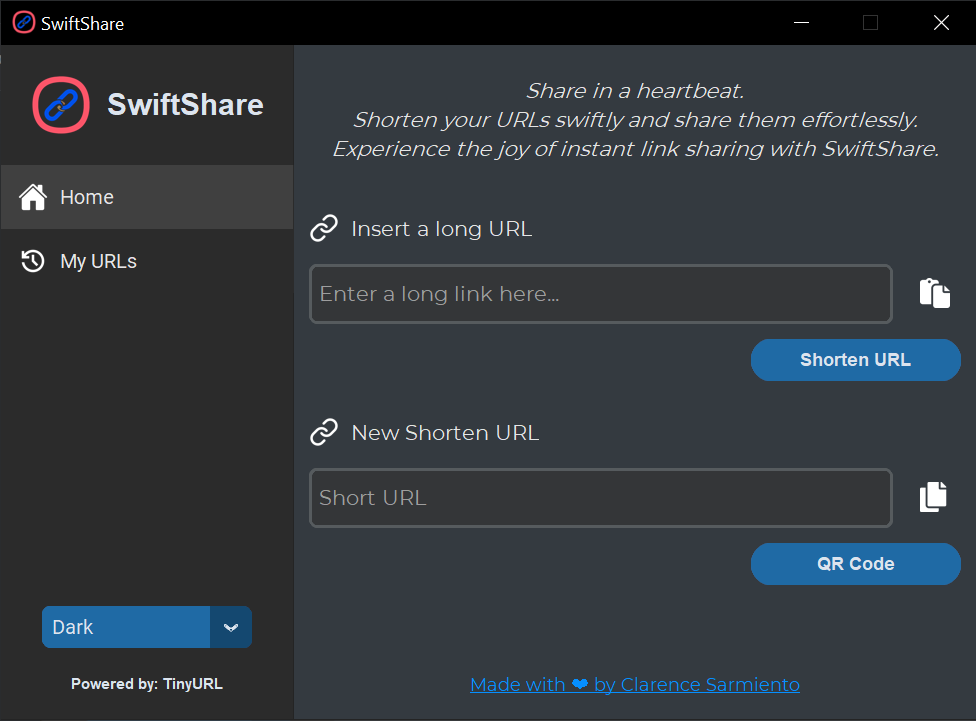 SwiftShare
SwiftShare
Home
My URLs
Dark
Powered by: TinyURL
Share in a heartbeat.
Shorten your URLs swiftly and share them effortlessly.
Experience the joy of instant link sharing with SwiftShare.
Insert a long URL
Enter a long link here...
Shorten URL
New Shorten URL
Short URL
QR Code
Made with ❤ by Clarence Sarmiento